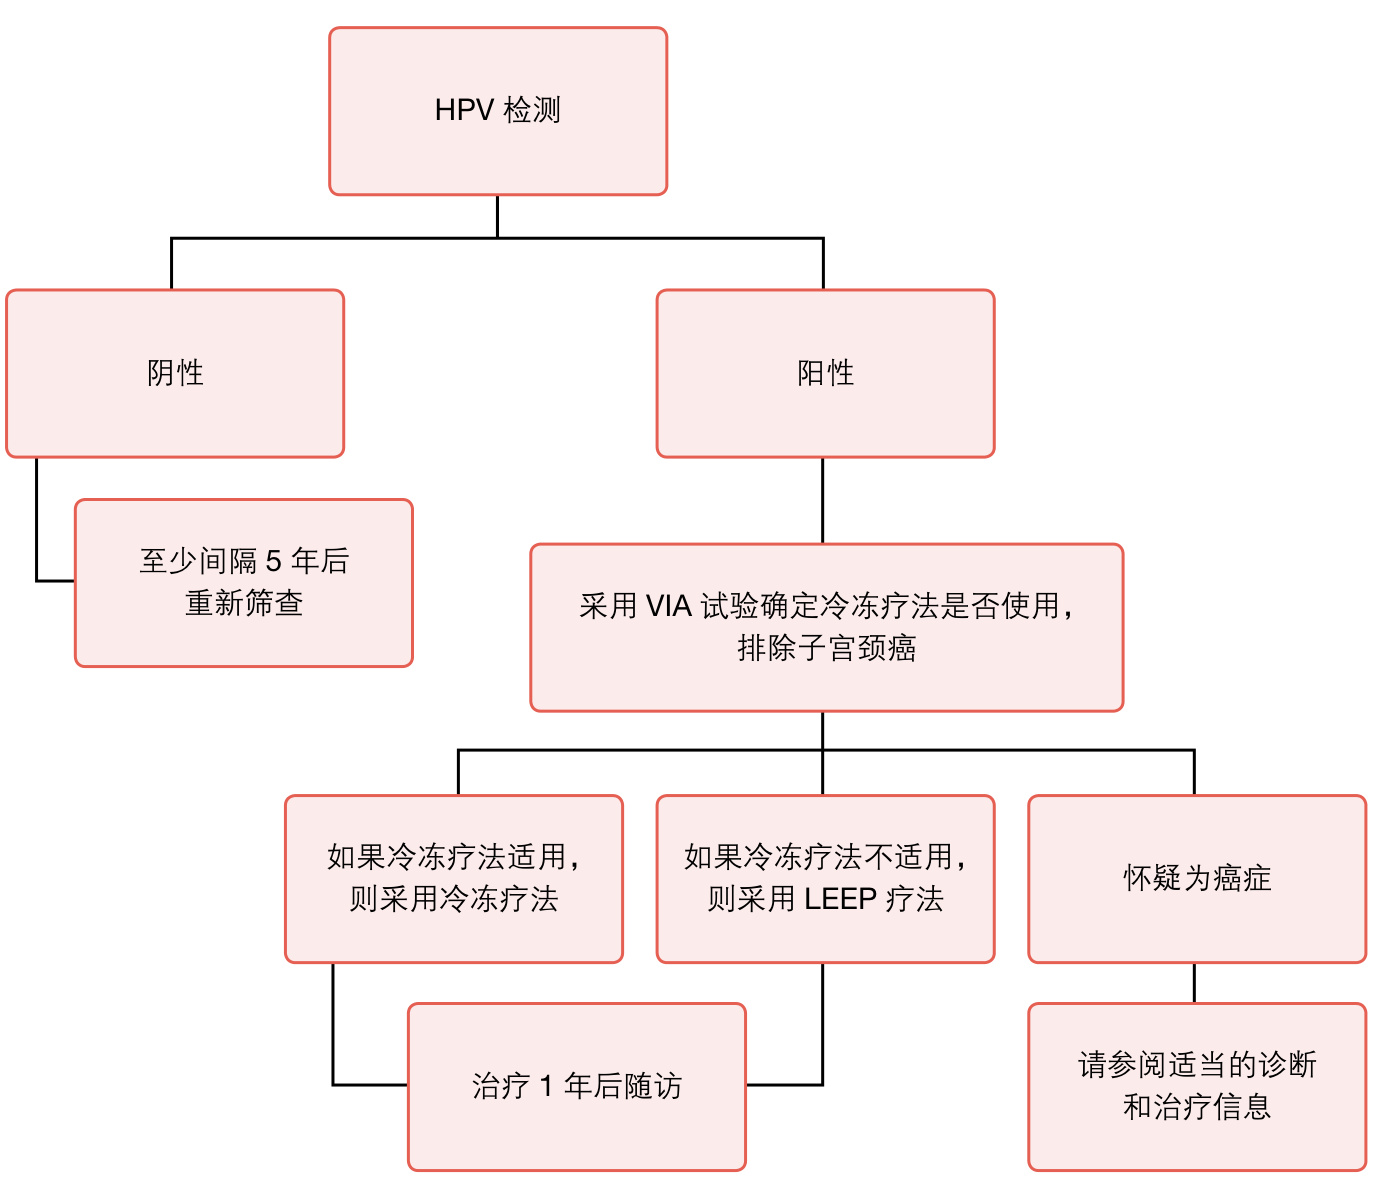 HPV 检测
阴性
阳性
至少间隔 5 年后
重新筛查
采用 VIA 试验确定冷冻疗法是否使用，
排除子宫颈癌
如果冷冻疗法适用，
则采用冷冻疗法
如果冷冻疗法不适用，
则采用 LEEP 疗法
怀疑为癌症
治疗 1 年后随访
请参阅适当的诊断
和治疗信息